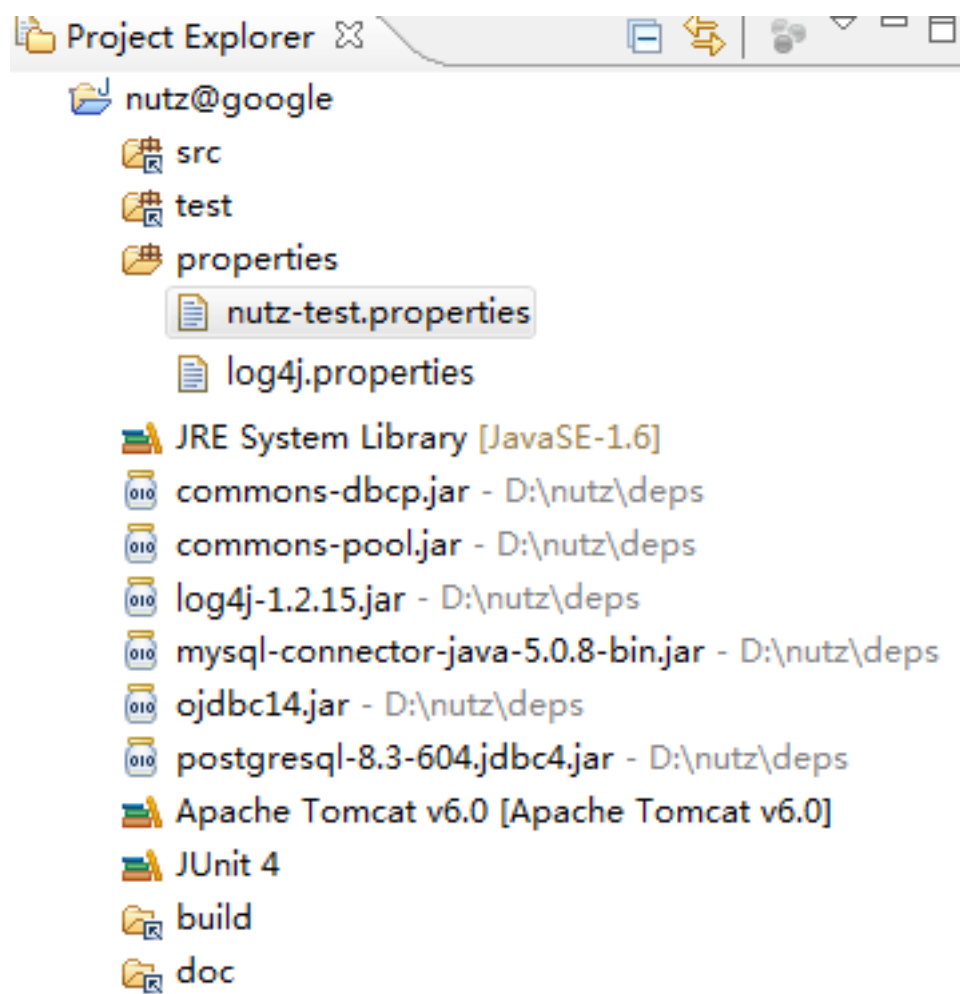 Project Explorer
nutz@google
src
test
properties
nutz-test.properties
log4j.properties
JRE System Library [JavaSE-1.6]
commons-dbcp.jar - D:\nutz\deps
commons-pool.jar - D:\nutz\deps
log4j-1.2.15.jar - D:\nutz\deps
mysql-connector-java-5.0.8-bin.jar - D:\nutz\deps
ojdbc14.jar - D:\nutz\deps
postgresql-8.3-604.jdbc4.jar - D:\nutz\deps
Apache Tomcat v6.0 [Apache Tomcat v6.0]
JUnit 4
build
doc